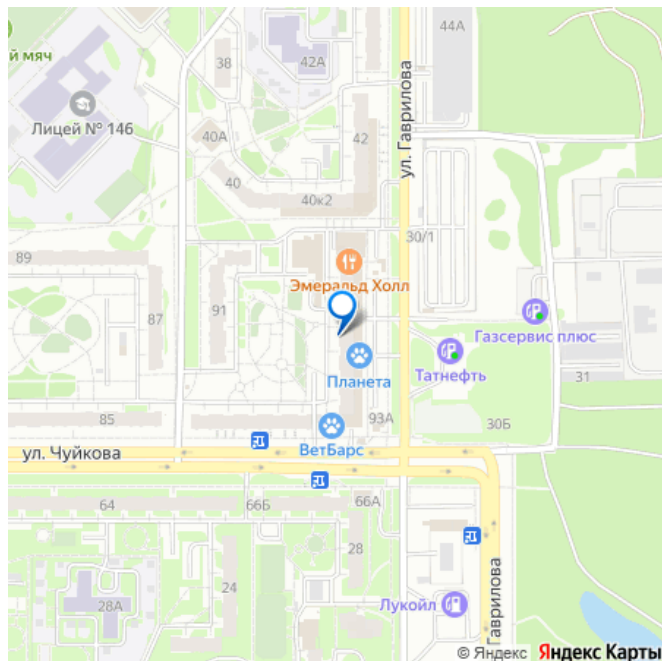 44А
й мяч
38
42А
ул. Гаврилова
Лицей № 146
40А
42
40
40к2
30/1
89
Эмеральд Холл
87
91
Газсервис плюс
Планета
Татнефть
31
85
93А
30Б
ВетБарс
ул. Чуйкова
64
66Б
66А
28
24
28А
Лукойл
Гаврилова
© Яндекс Яндекс Карты